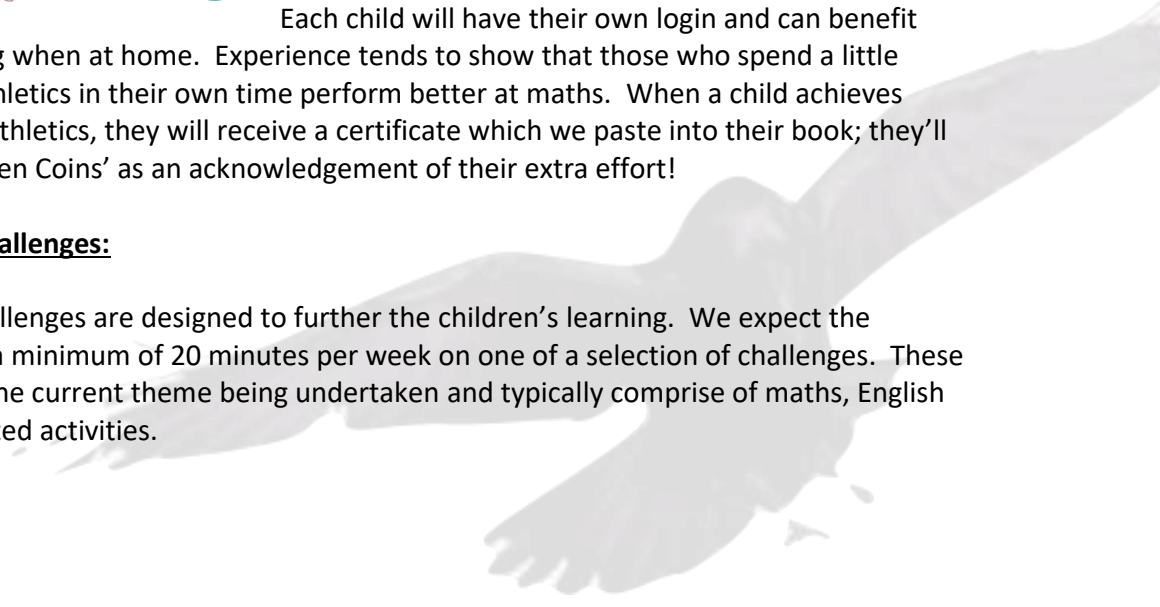 Each child will have their own login and can benefit
g when at home.  Experience tends to show that those who spend a little
hletics in their own time perform better at maths.  When a child achieves
thletics, they will receive a certificate which we paste into their book; they’ll
en Coins’ as an acknowledgement of their extra effort!
allenges:
llenges are designed to further the children’s learning.  We expect the
minimum of 20 minutes per week on one of a selection of challenges.  These
ne current theme being undertaken and typically comprise of maths, English
ted activities.